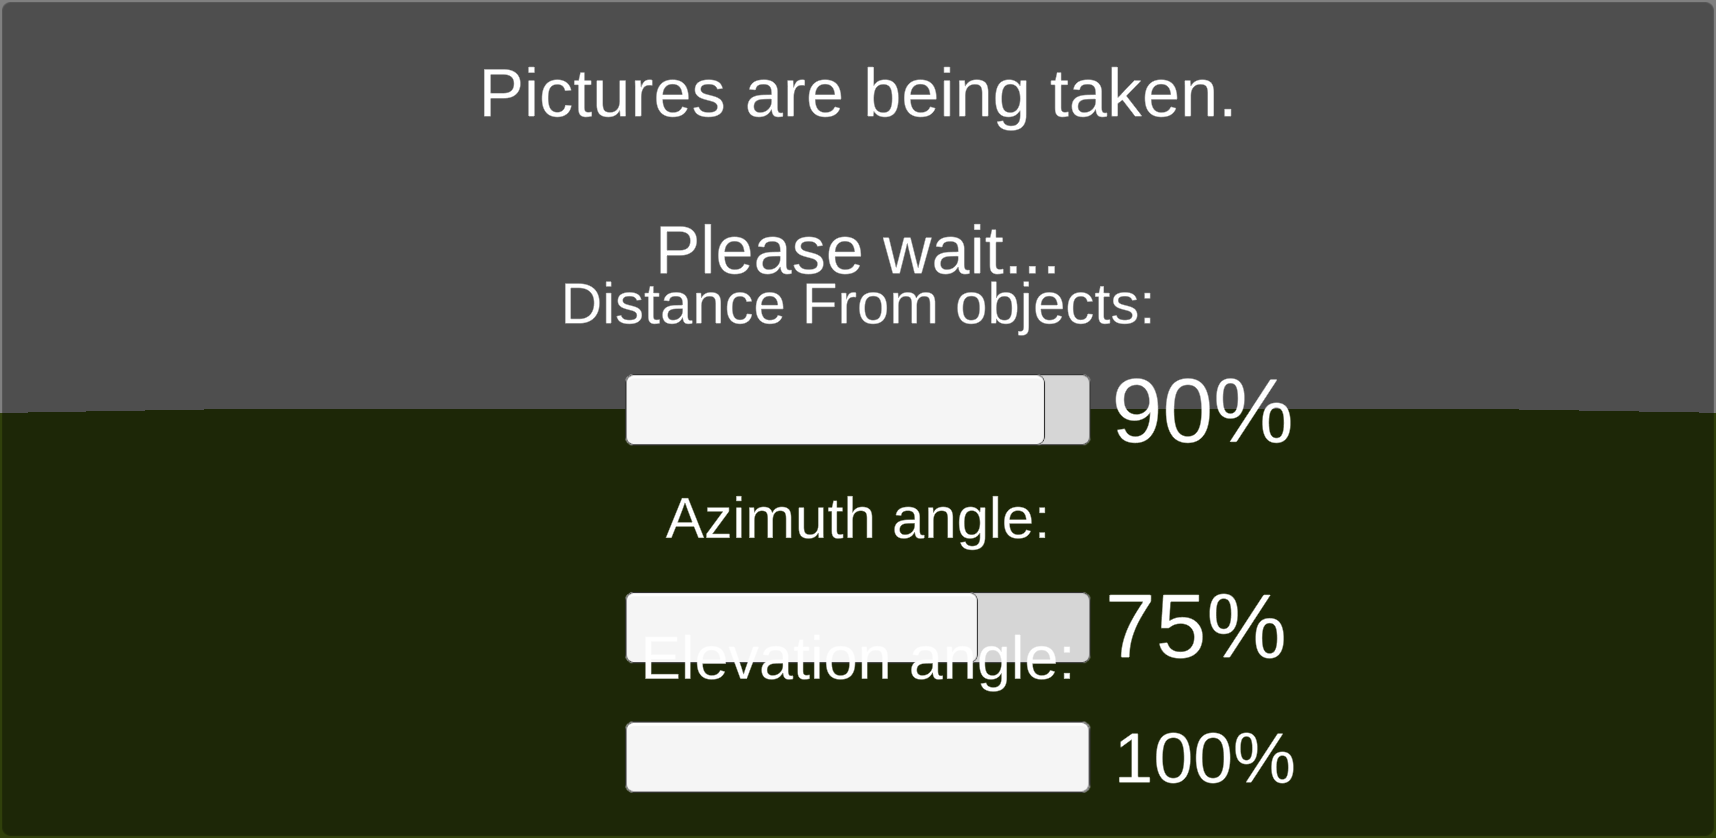 Pictures are being taken.
Please wait...
Distance From objects:
90%
Azimuth angle:
75%
Elevation angle:
100%